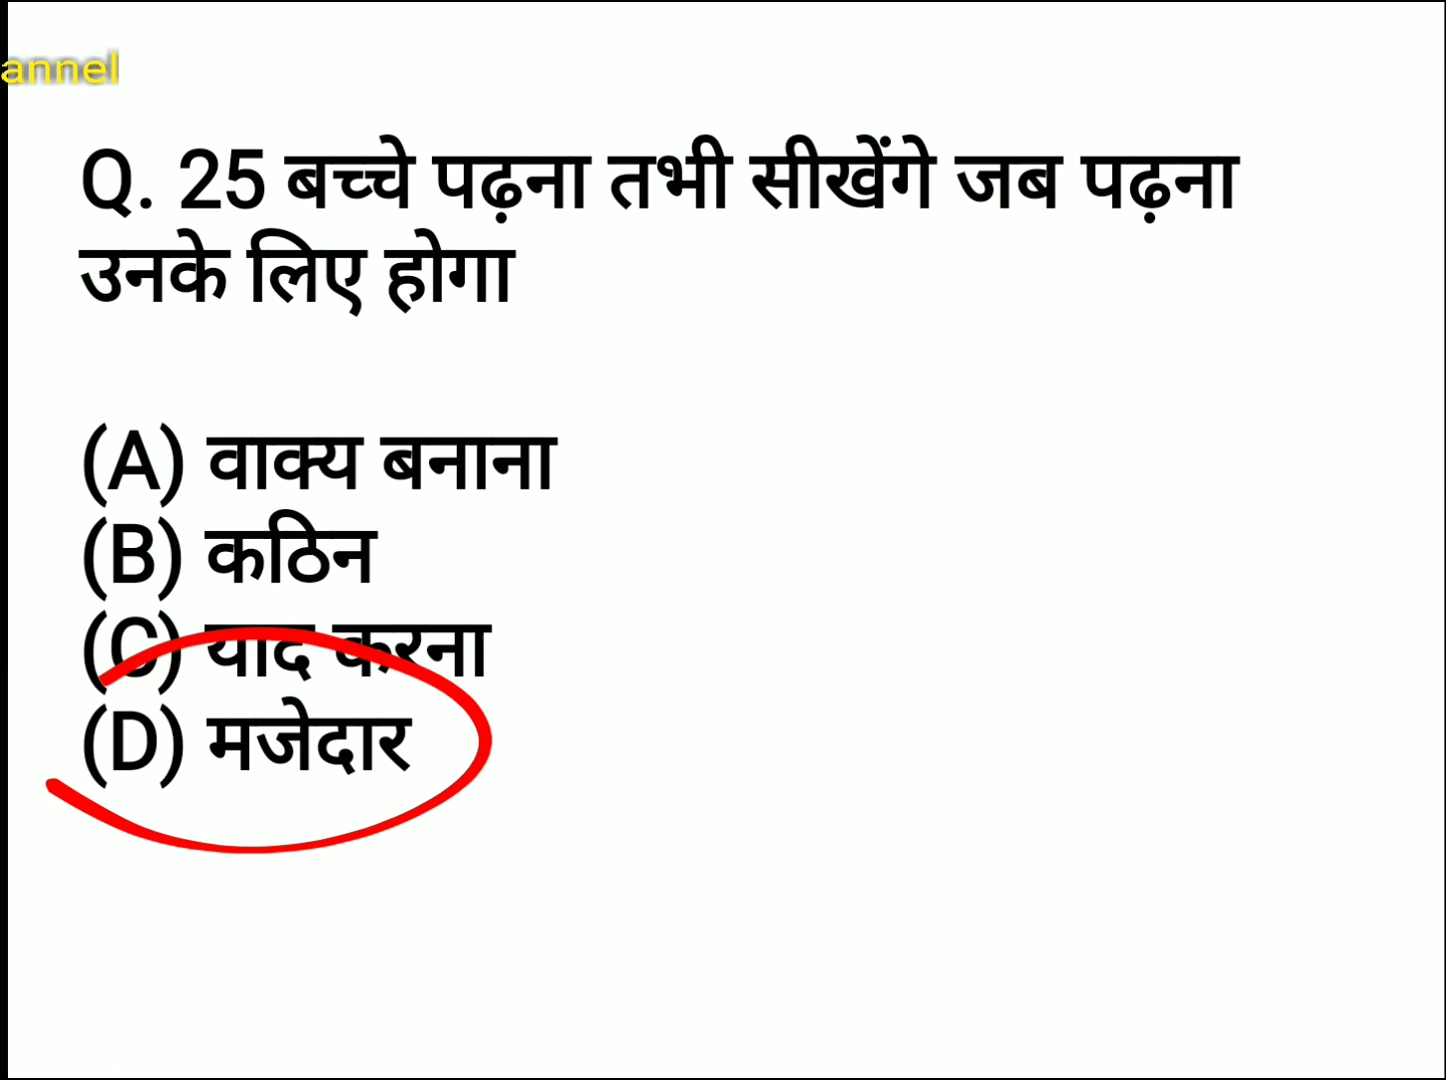 annel
Q. 25 बच्चे पढ़ना तभी सीखेंगे जब पढ़ना
उनके लिए होगा
(A) वाक्य बनाना
(B) कठिन
(C) याद करना
(D) मजेदार